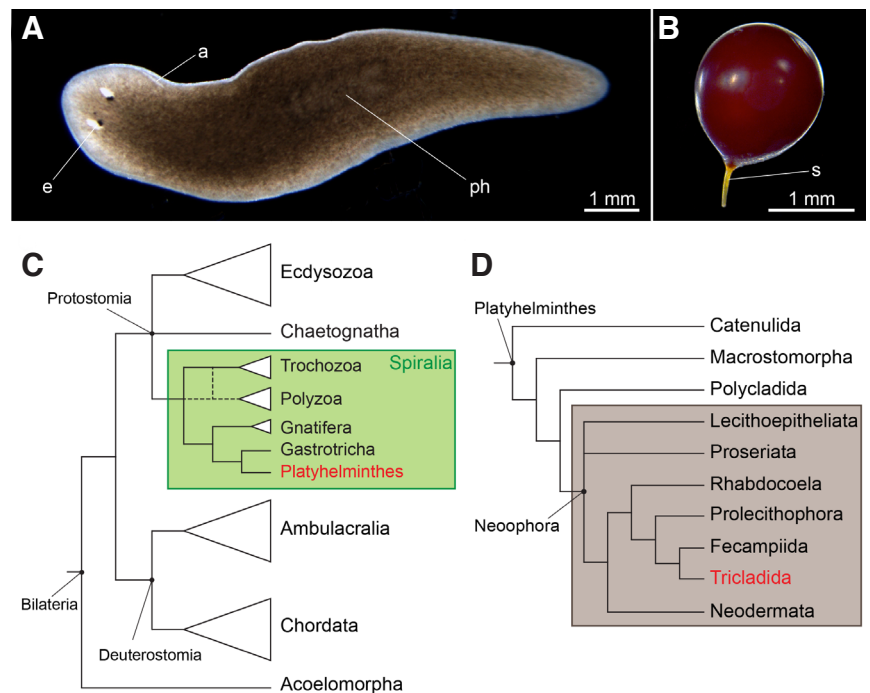 A
a
e
ph
1 mm
B
s
1 mm
C
Ecdysozoa
Protostomia
Chaetognatha
Trochozoa
Spiralia
Polyzoa
Gnatifera
Gastrotricha
Platyhelminthes
Ambulacralia
Bilateria
Chordata
Deuterostomia
Acoelomorpha
D
Platyhelminthes
Catenulida
Macrostomorpha
Polycladida
Lecithoepitheliata
Proseriata
Rhabdocoela
Prolecithophora
Neoophora
Fecampiida
Tricladida
Neodermata